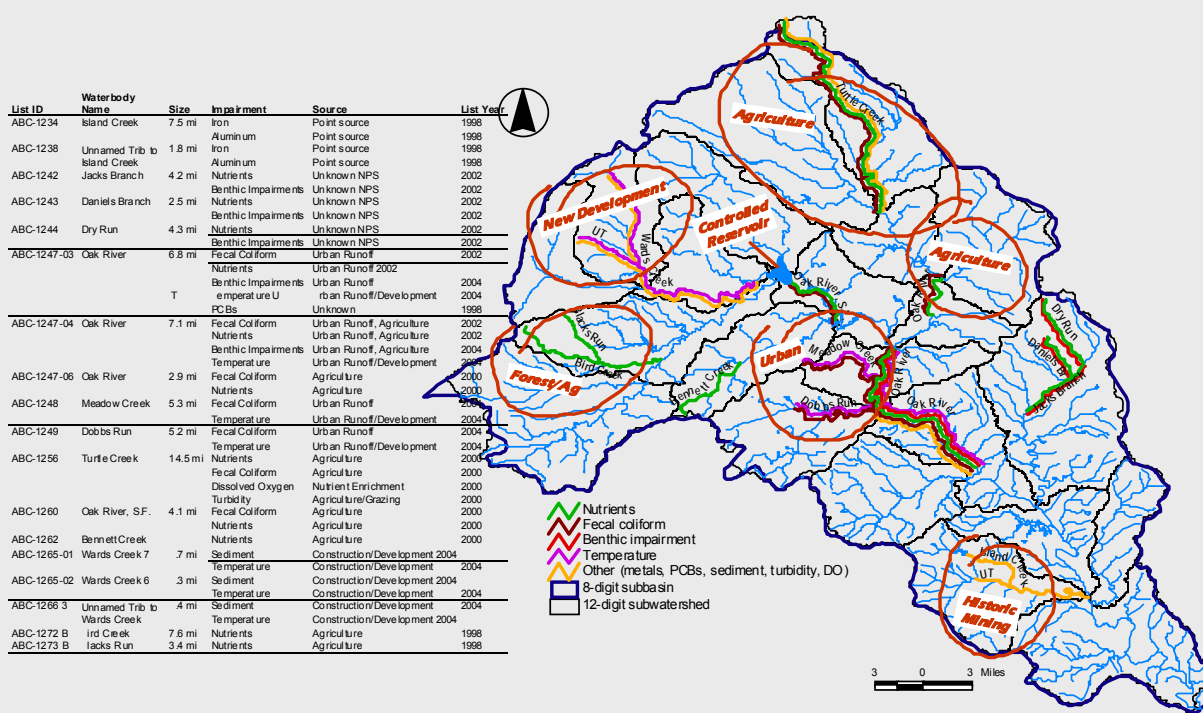 List ID Waterbody Name Size Impairment Source List Year
ABC-1234 Island Creek 7.5 mi Iron Point source 1998
Aluminum Point source 1998
ABC-1238 Unnamed Trib to 1.8 mi Iron Point source 1998
Island Creek Aluminum Point source 1998
ABC-1242 Jacks Branch 4.2 mi Nutrients Unknown NPS 2002
Benthic Impairments Unknown NPS 2002
ABC-1243 Daniels Branch 2.5 mi Nutrients Unknown NPS 2002
Benthic Impairments Unknown NPS 2002
ABC-1244 Dry Run 4.3 mi Nutrients Unknown NPS 2002
Benthic Impairments Unknown NPS 2002
ABC-1247-03 Oak River 6.8 mi Fecal Coliform Urban Runoff 2002
Nutrients Urban Runoff 2002
Benthic Impairments Urban Runoff 2004
T emperature U rban Runoff/Development 2004
PCBs Unknown 1998
ABC-1247-04 Oak River 7.1 mi Fecal Coliform Urban Runoff, Agriculture 2002
Nutrients Urban Runoff, Agriculture 2002
Benthic Impairments Urban Runoff, Agriculture 2004
Temperature Urban Runoff/Development 2004
ABC-1247-06 Oak River 2.9 mi Fecal Coliform Agriculture 2000
Nutrients Agriculture 2000
ABC-1248 Meadow Creek 5.3 mi Fecal Coliform Urban Runoff 2004
Temperature Urban Runoff/Development 2004
ABC-1249 Dobbs Run 5.2 mi Fecal Coliform Urban Runoff 2004
Temperature Urban Runoff/Development 2004
ABC-1256 Turtle Creek 14.5 mi Nutrients Agriculture 2000
Fecal Coliform Agriculture 2000
Dissolved Oxygen Nutrient Enrichment 2000
Turbidity Agriculture/Grazing 2000
ABC-1260 Oak River, S.F. 4.1 mi Fecal Coliform Agriculture 2000
Nutrients Agriculture 2000
ABC-1262 Bennett Creek Nutrients Agriculture 2000
ABC-1265-01 Wards Creek 7 .7 mi Sediment Construction/Development 2004
Temperature Construction/Development 2004
ABC-1265-02 Wards Creek 6 .3 mi Sediment Construction/Development 2004
Temperature Construction/Development 2004
ABC-1266 3 Unnamed Trib to .4 mi Sediment Construction/Development 2004
Wards Creek Temperature Construction/Development 2004
ABC-1272 B ird Creek 7.6 mi Nutrients Agriculture 1998
ABC-1273 B lacks Run 3.4 mi Nutrients Agriculture 1998
Agriculture
Turtle Creek
New Development
UT
Wards Creek
Controlled
Reservoir
Agriculture
Oak River S
Oak
Dry Run
Daniels Br
Jacks Branch
Forest/Ag
Run
Bird
Bennett Creek
Urban
Meadow Creek
Oak River
Dobbs Run
Oak River
Nutrients
Fecal coliform
Benthic impairment
Temperature
Other (metals, PCBs, sediment, turbidity, DO)
8-digit subbasin
12-digit subwatershed
Island Creek
UT
Historic
Mining
3 0 3 Miles